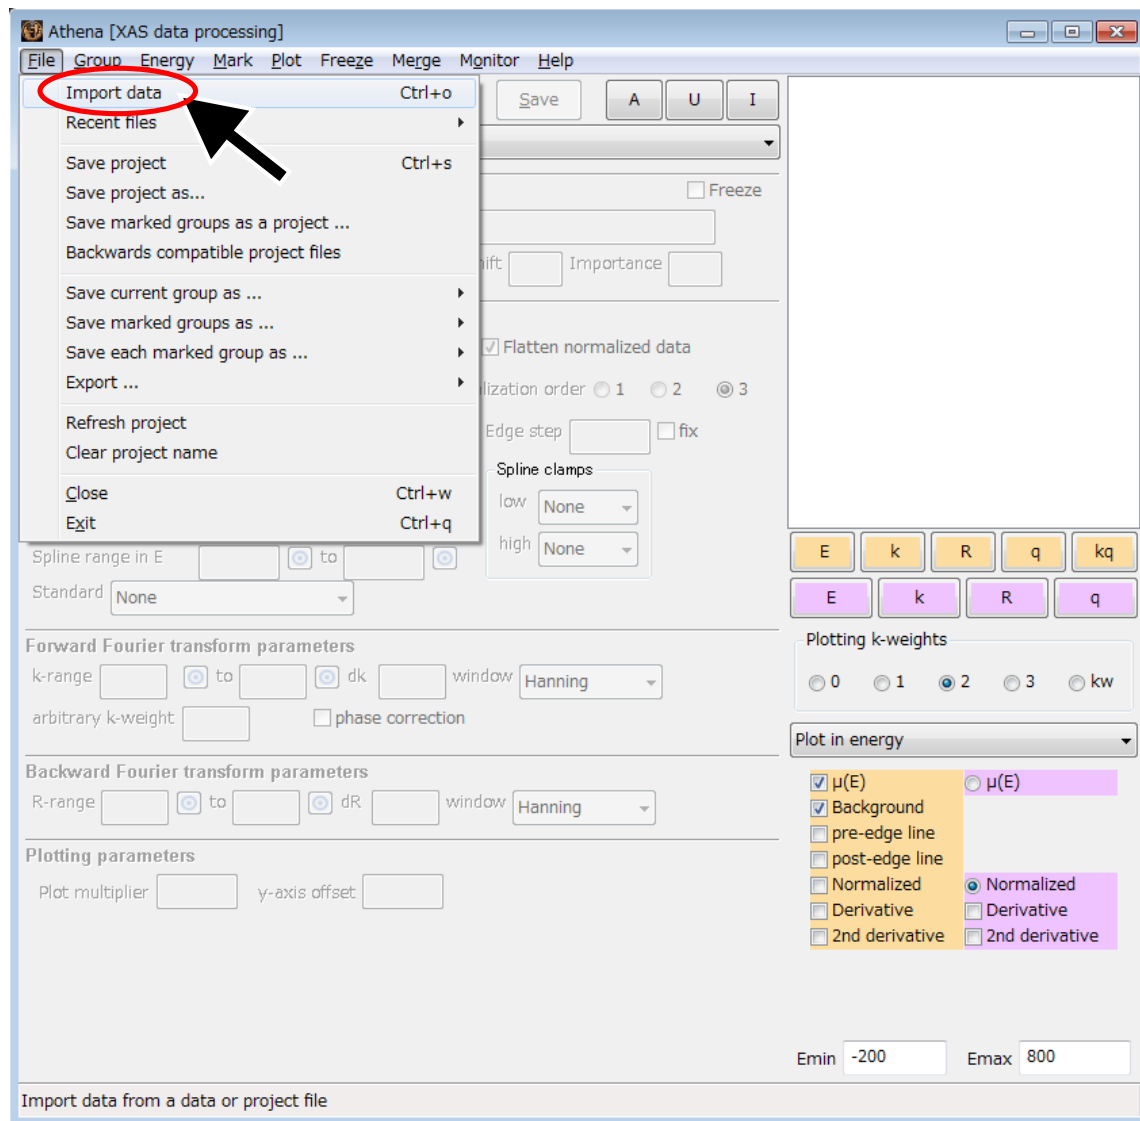 Athena [XAS data processing]
File Group Energy Mark Plot Freeze Merge Monitor Help
Import data Ctrl+o
Recent files
Save project Ctrl+s
Save project as...
Save marked groups as a project ...
Backwards compatible project files
Save current group as ...
Save marked groups as ...
Save each marked group as ...
Export ...
Refresh project
Clear project name
Close Ctrl+w
Exit Ctrl+q
Save A U I
Freeze
Importance
Flatten normalized data
order 1 2 3
Edge step fix
Spline clamps
low None
high None
Spline range in E to
Standard None
Forward Fourier transform parameters
k-range to dk window Hanning
arbitrary k-weight phase correction
Backward Fourier transform parameters
R-range to dR window Hanning
Plotting parameters
Plot multiplier y-axis offset
E k R q kq
E k R q
Plotting k-weights
0 1 2 3 kw
Plot in energy
μ(E) μ(E)
Background
pre-edge line
post-edge line
Normalized Normalized
Derivative Derivative
2nd derivative 2nd derivative
Emin -200 Emax 800
Import data from a data or project file